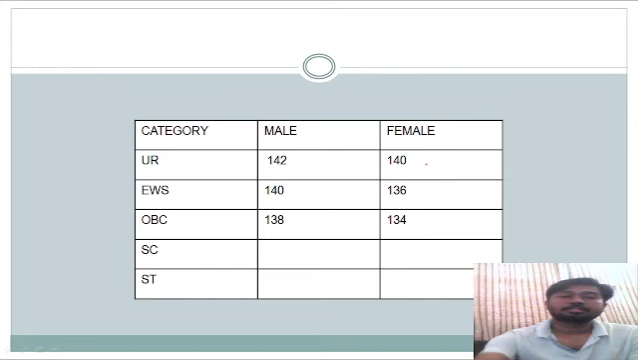 CATEGORY MALE FEMALE
UR 142 140 .
EWS 140 136
OBC 138 134
SC
ST